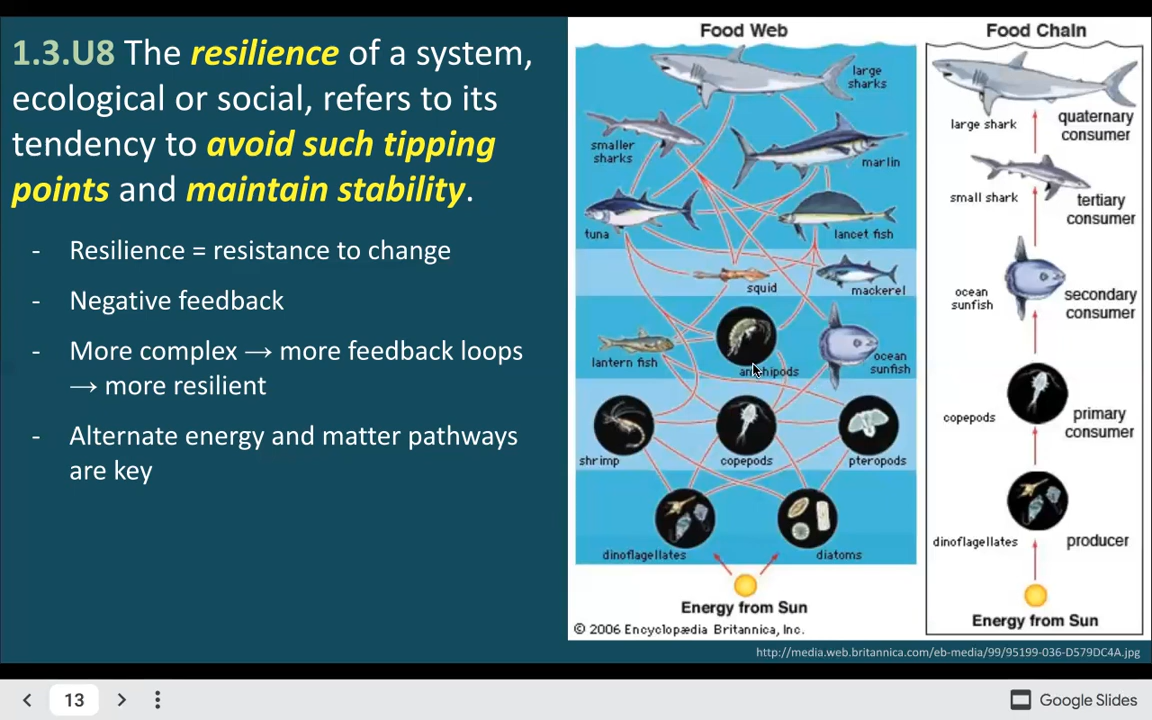 1.3.U8 The resilience of a system,
ecological or social, refers to its
tendency to avoid such tipping
points and maintain stability.
- Resilience = resistance to change
- Negative feedback
- More complex → more feedback loops
→ more resilient
- Alternate energy and matter pathways
are key
Food Web
large
sharks
smaller
sharks
marlin
tuna
lancet fish
squid
mackerel
lantern fish
ocean
sunfish
shrimp
copepods
pteropods
dinoflagellates
diatoms
Energy from Sun
© 2006 Encyclopædia Britannica, Inc.
Food Chain
large shark
quaternary
consumer
small shark
tertiary
consumer
ocean
sunfish
secondary
consumer
copepods
primary
consumer
dinoflagellates
producer
Energy from Sun
http://media.web.britannica.com/eb-media/99/95199-036-D579DC4A.jpg
13
Google Slides